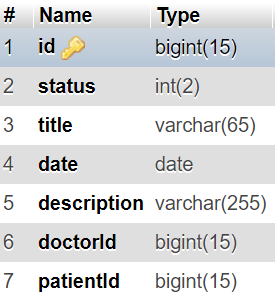 # Name Type
1 id bigint(15)
2 status int(2)
3 title varchar(65)
4 date date
5 description varchar(255)
6 doctorId bigint(15)
7 patientId bigint(15)